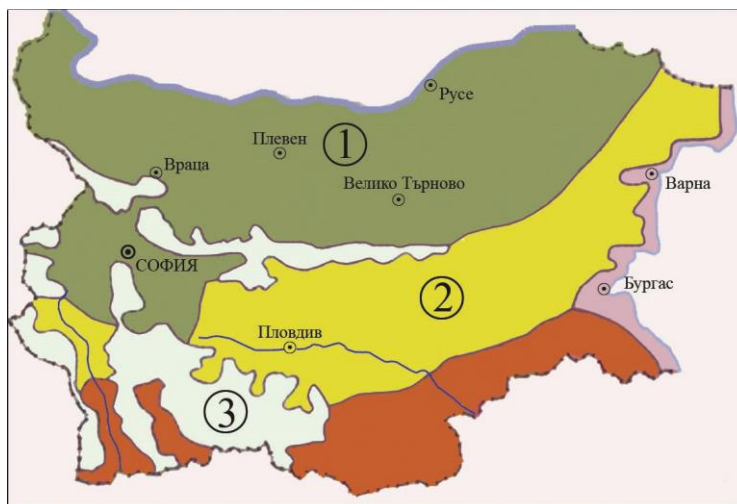 Русе
Плевен
1
Враца
Велико Търново
Варна
СОФИЯ
Бургас
2
Пловдив
3